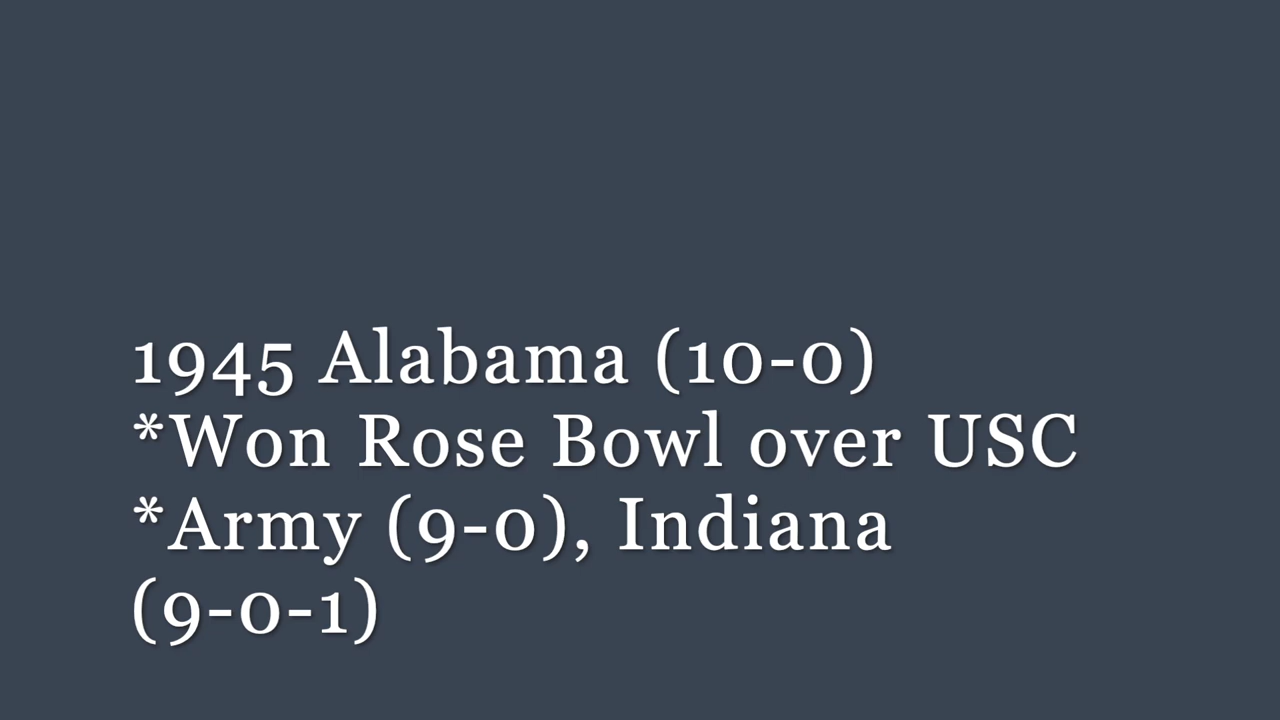 1945 Alabama (10-0)
*Won Rose Bowl over USC
*Army (9-0), Indiana
(9-0-1)